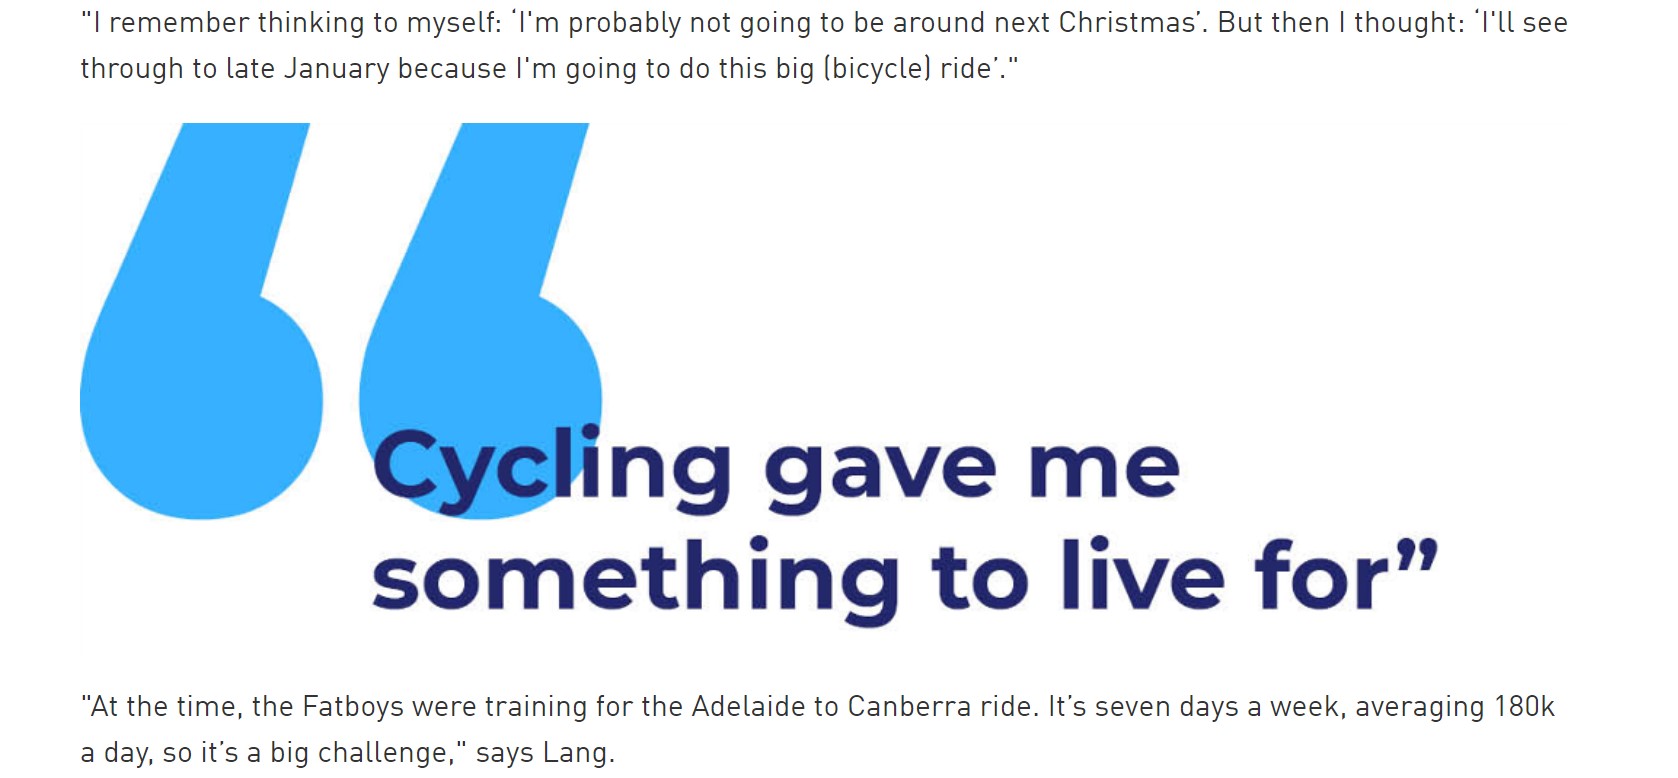 "I remember thinking to myself: ‘I'm probably not going to be around next Christmas’. But then I thought: ‘I'll see
through to late January because I'm going to do this big (bicycle) ride’."
“Cycling gave me
something to live for”
"At the time, the Fatboys were training for the Adelaide to Canberra ride. It’s seven days a week, averaging 180k
a day, so it’s a big challenge," says Lang.